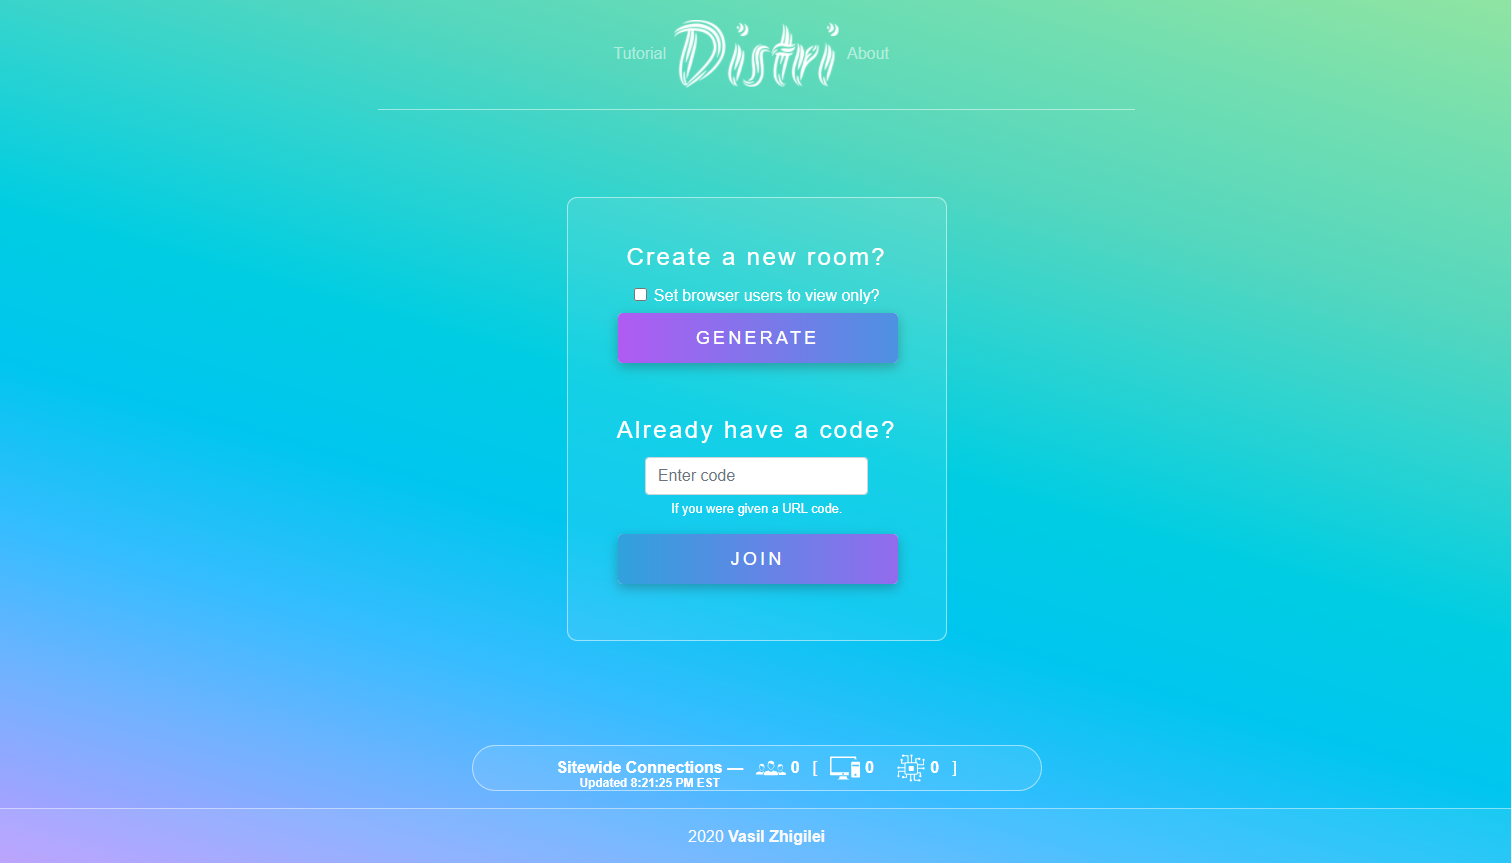 Tutorial Distri About
Create a new room?
Set browser users to view only?
GENERATE
Already have a code?
Enter code
If you were given a URL code.
JOIN
Sitewide Connections — 0 [ 0 0 ]
Updated 8:21:25 PM EST
2020 Vasil Zhigilei